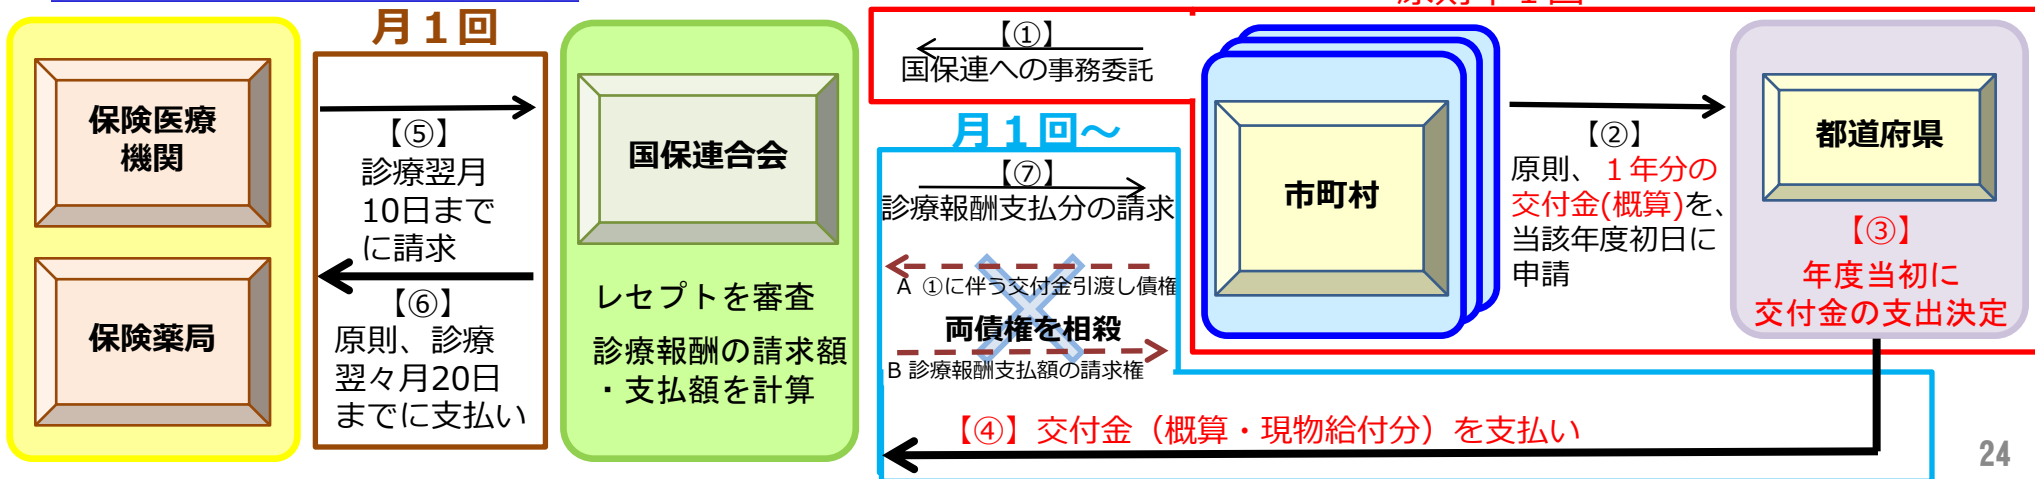 月１回
保険医療
機関
保険薬局
【⑤】
診療翌月
10日まで
に請求
【⑥】
原則、診療
翌々月20日
までに支払い
国保連合会
レセプトを審査
診療報酬の請求額
・支払額を計算
【①】
国保連への事務委託
月１回～
【⑦】
診療報酬支払分の請求
A ①に伴う交付金引渡し債権
両債権を相殺
B 診療報酬支払額の請求権
市町村
【②】
原則、１年分の
交付金(概算)を、
当該年度初日に
申請
都道府県
【③】
年度当初に
交付金の支出決定
【④】交付金（概算・現物給付分）を支払い
24